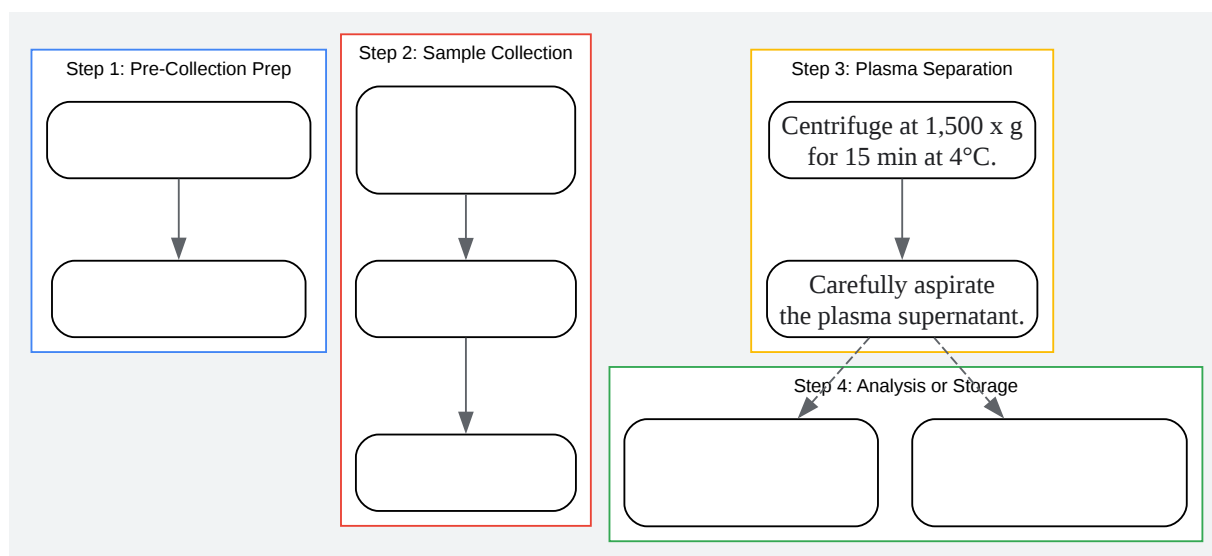 Step 1: Pre-Collection Prep
Step 2: Sample Collection
Step 3: Plasma Separation
Centrifuge at 1,500 x g
for 15 min at 4°C.
Carefully aspirate
the plasma supernatant.
Step 4: Analysis or Storage